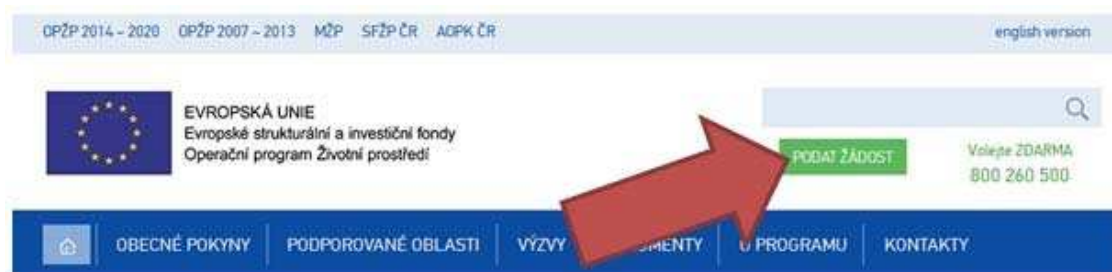 OPŽP 2014 – 2020 OPŽP 2007 – 2013 MŽP SFŽP ČR AOPK ČR english version
EVROPSKÁ UNIE
Evropské strukturální a investiční fondy
Operační program Životní prostředí
PODAT ŽÁDOST
Volejte ZDARMA
800 260 500
OBECNÉ POKYNY PODPOROVANÉ OBLASTI VÝZVY PROGRAMU KONTAKTY